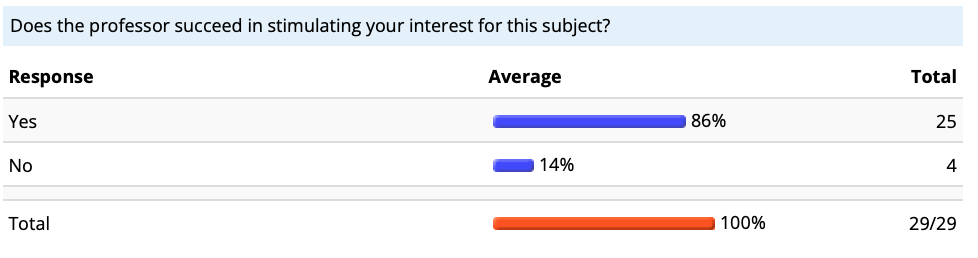 Does the professor succeed in stimulating your interest for this subject?
Response Average Total
Yes 86% 25
No 14% 4
Total 100% 29/29